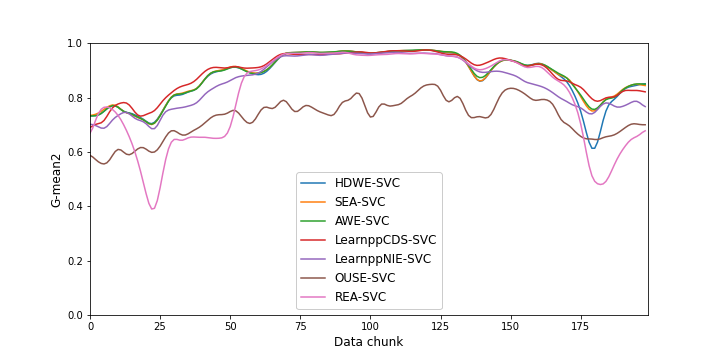 1.0
0.8
0.6
0.4
0.2
0.0
G-mean2
HDWE-SVC
SEA-SVC
AWE-SVC
LearnppCDS-SVC
LearnppNIE-SVC
OUSE-SVC
REA-SVC
0 25 50 75 100 125 150 175
Data chunk